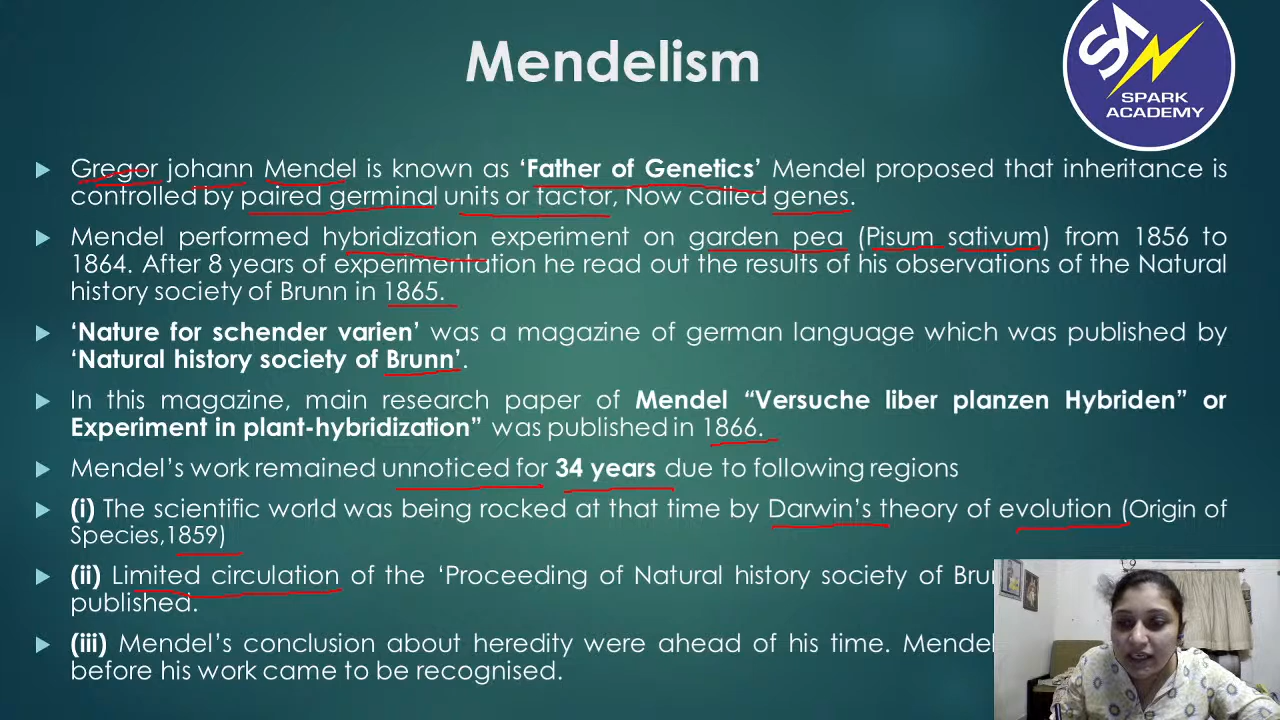 Mendelism
SPARK
ACADEMY
Gregor johann Mendel is known as ‘Father of Genetics’ Mendel proposed that inheritance is
controlled by paired germinal units or factor, Now called genes.
Mendel performed hybridization experiment on garden pea (Pisum sativum) from 1856 to
1864. After 8 years of experimentation he read out the results of his observations of the Natural
history society of Brunn in 1865.
‘Nature for schender varien’ was a magazine of german language which was published by
‘Natural history society of Brunn’.
In this magazine, main research paper of Mendel “Versuche liber planzen Hybriden” or
Experiment in plant-hybridization” was published in 1866.
Mendel’s work remained unnoticed for 34 years due to following regions
(i) The scientific world was being rocked at that time by Darwin’s theory of evolution (Origin of
Species,1859)
(ii) Limited circulation of the ‘Proceeding of Natural history society of
published.
(iii) Mendel’s conclusion about heredity were ahead of his time. Mendel
before his work came to be recognised.